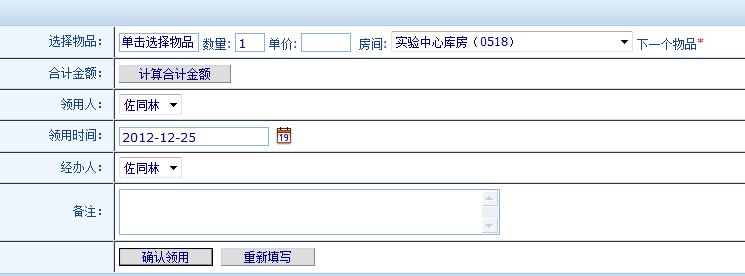 选择物品: 单击选择物品 数量: 1 单价: 房间: 实验中心库房（0518） 下一个物品*
合计金额: 计算合计金额
领用人: 佐同林
领用时间: 2012-12-25 19
经办人: 佐同林
备注:
确认领用 重新填写